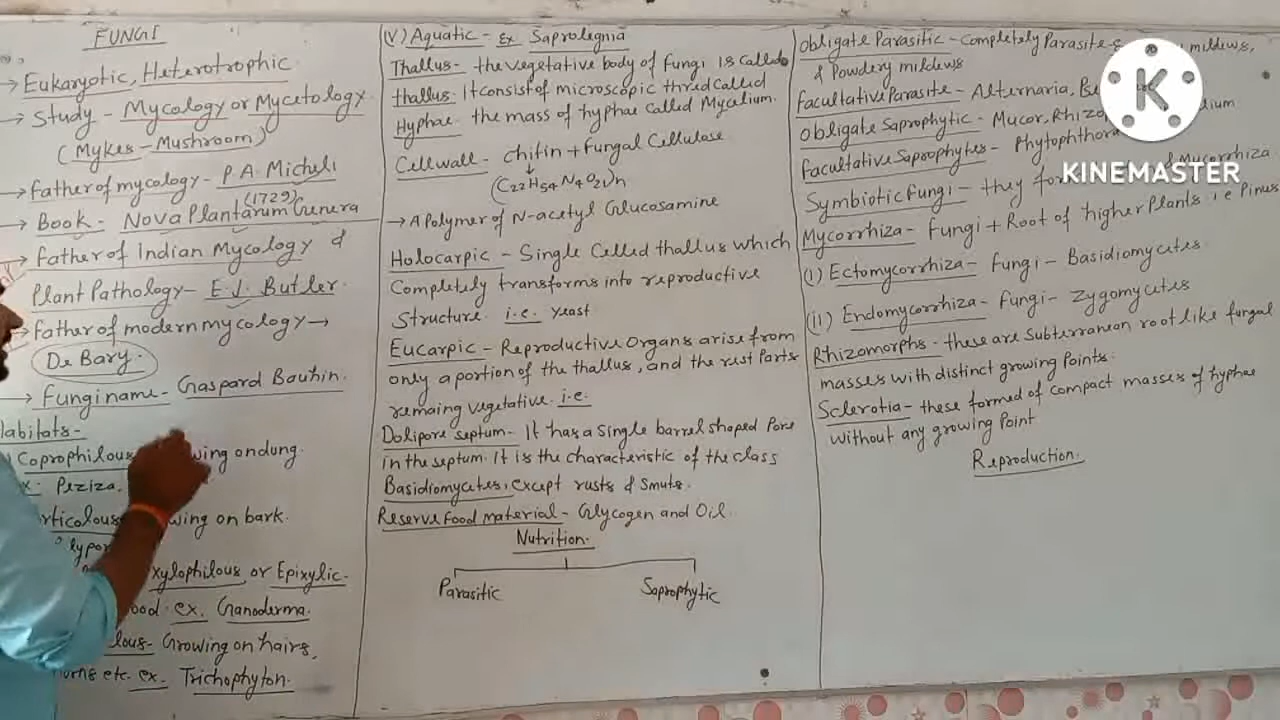 FUNGI
→ Eukaryotic, Heterotrophic
→ Study - Mycology or Mycetology
(Mykes - Mushroom)
→ father of mycology - P.A. Micheli
(1729)
→ Book - Nova Plantarum Genera
→ father of Indian Mycology &
Plant Pathology - E.J. Butler.
→ father of modern mycology →
De Bary.
→ Fungi name - Gaspard Bauhin.
Habitats -
Coprophilous wing on dung.
Peziza.
orticolous wing on bark.
xylophilous or Epixylic -
ood ex. Ganoderma.
lous - Growing on hairs,
etc. ex. Trichophyton.
(V) Aquatic - ex Saprolegnia
Thallus - the vegetative body of fungi is called
thallus. It consist of microscopic thred called
Hyphae. the mass of hyphae called Mycelium.
Cellwall - chitin + fungal Cellulose
↓
(C22 H54 N4 O21)n
→ A Polymer of N-acetyl Glucosamine
Holocarpic - Single Celled thallus which
Completely transforms into reproductive
Structure. i.e. yeast
Eucarpic - Reproductive Organs arise from
only a portion of the thallus, and the rest Parts
remaing vegetative. i.e.
Dolipore septum - It has a single barrel shaped Pore
in the septum. It is the characteristic of the class
Basidiomycetes, except rusts & smuts.
Reserve food material - Glycogen and Oil.
Nutrition.
Parasitic Saprophytic
Obligate Parasitic - Completely Parasite mildews,
& Powdery mildews
facultative Parasite - Alternaria,
Obligate Saprophytic - Mucor,
facultative Saprophytes - Phytophthora
Symbiotic fungi - they Mycorrhiza.
Mycorrhiza - fungi + Root of higher Plants i.e Pinus
(i) Ectomycorrhiza - fungi - Basidiomycetes
(ii) Endomycorrhiza - fungi - Zygomycetes
Rhizomorphs - these are subterranean root like fungal
masses with distinct growing Points.
Sclerotia - these formed of compact masses of hyphae
without any growing Point
Reproduction.
K
KINEMASTER